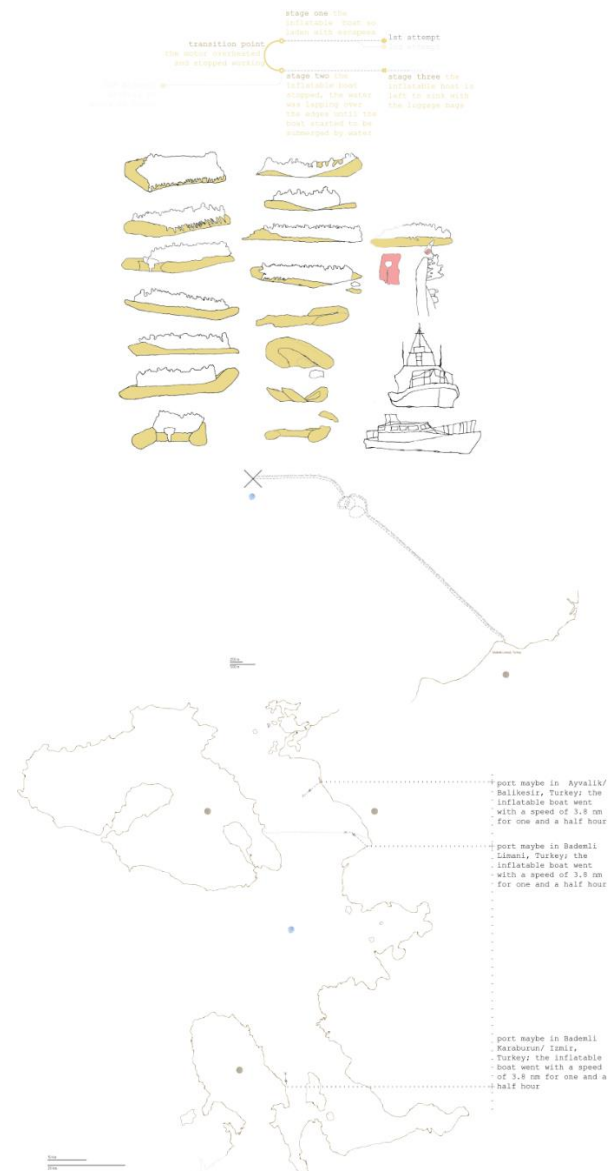 stage one the
inflatable boat so
1st attempt
transition point
the motor overheated
and stopped working
stage two the
inflatable boat
stopped, the water
was lapping over
the edges until the
boat started to be
submerged by water
stage three the
inflatable boat is
left to sink with
the luggage bags
port maybe in Ayvalik/
Balikesir, Turkey; the
inflatable boat went
with a speed of 3.8 nm
for one and a half hour
port maybe in Bademli
Limani, Turkey; the
inflatable boat went
with a speed of 3.8 nm
for one and a half hour
port maybe in Bademli
Karaburun/ Izmir,
Turkey; the inflatable
boat went with a speed
of 3.8 nm for one and a
half hour